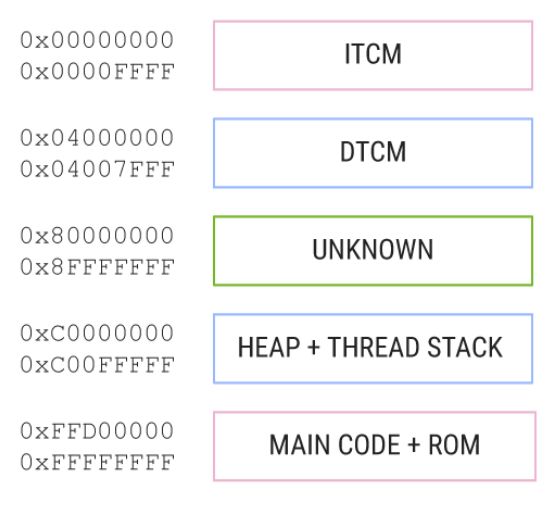 0x00000000
0x0000FFFF
ITCM
0x04000000
0x04007FFF
DTCM
0x80000000
0x8FFFFFFF
UNKNOWN
0xC0000000
0xC00FFFFF
HEAP + THREAD STACK
0xFFD00000
0xFFFFFFFF
MAIN CODE + ROM